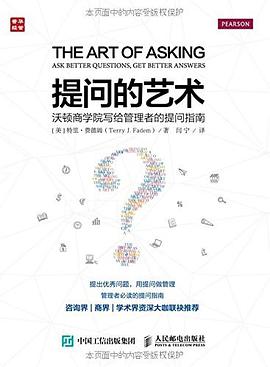 本页面中的内容受版权保护
普华
经管
PEARSON
THE ART OF ASKING
ASK BETTER QUESTIONS, GET BETTER ANSWERS
提问的艺术
沃顿商学院写给管理者的提问指南
[美] 特里·费德姆（Terry J. Fadem）/ 著 闫 宁 / 译
提出优秀问题，用提问做管理
管理者必读的提问指南
咨询界 | 商界 | 学术界资深大咖联袂推荐
中国工信出版集团
人民邮电出版社
POSTS & TELECOM PRESS
本页面中的内容受版权保护